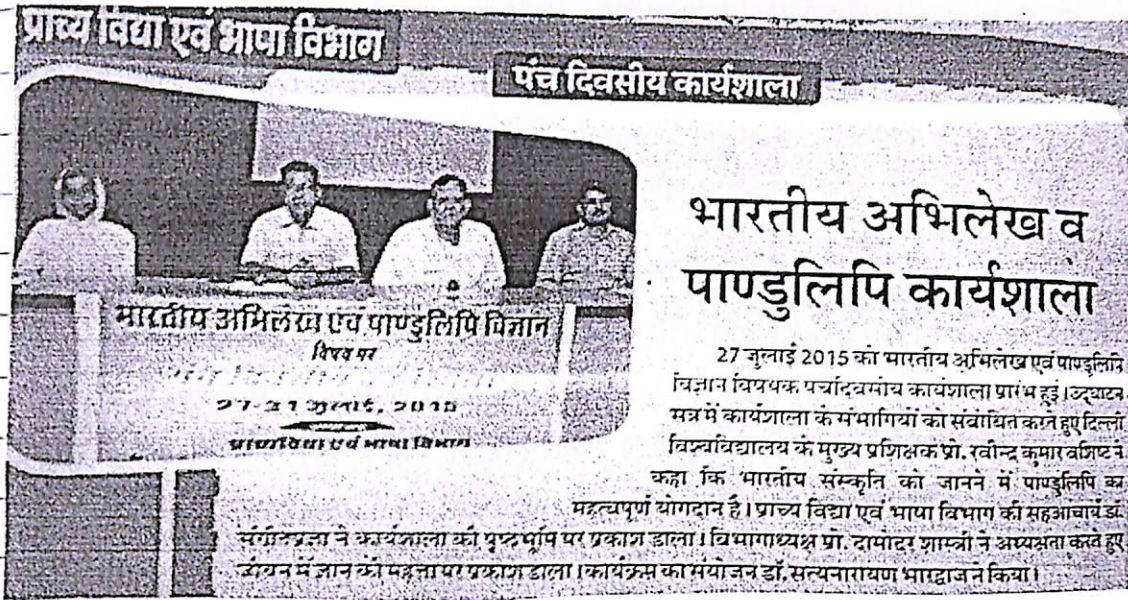 प्राच्य विद्या एवं भाषा विभाग
पंच दिवसीय कार्यशाला
भारतीय अभिलेख एवं पाण्डुलिपि विज्ञान
विषय पर
27-31 जुलाई, 2015
प्राच्यविद्या एवं भाषा विभाग
भारतीय अभिलेख व
पाण्डुलिपि कार्यशाला
27 जुलाई 2015 को भारतीय अभिलेख एवं पाण्डुलिपि
विज्ञान विषयक पंचदिवसीय कार्यशाला प्रारंभ हुई। उद्घाटन
सत्र में कार्यशाला के संभागियों को संबोधित करते हुए दिल्ली
विश्वविद्यालय के मुख्य प्रशिक्षक प्रो. रवीन्द्र कुमार वशिष्ट ने
कहा कि भारतीय संस्कृति को जानने में पाण्डुलिपि का
महत्वपूर्ण योगदान है। प्राच्य विद्या एवं भाषा विभाग की सहआचार्य डॉ.
संगीतप्रज्ञा ने कार्यशाला की पृष्ठभूमि पर प्रकाश डाला। विभागाध्यक्ष प्रो. दामोदर शास्त्री ने अध्यक्षता करते हुए
जीवन में ज्ञान की महत्ता पर प्रकाश डाला। कार्यक्रम का संयोजन डॉ. सत्यनारायण भारद्वाज ने किया।